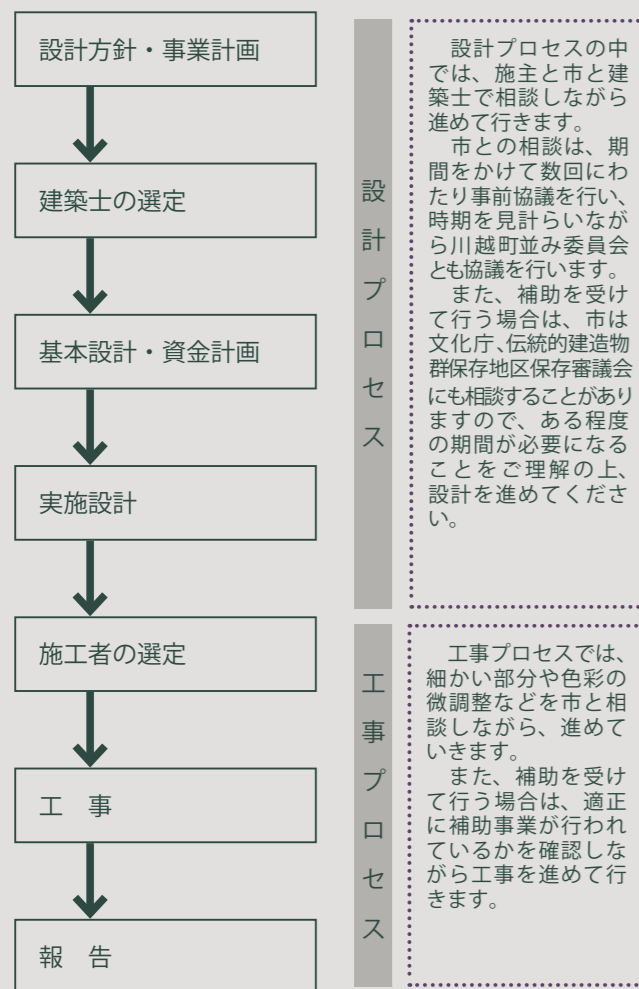 設計方針・事業計画
建築士の選定
基本設計・資金計画
実施設計
施工者の選定
工　事
報　告
設計プロセス
　設計プロセスの中
では、施主と市と建
築士で相談しながら
進めて行きます。
　市との相談は、期
間をかけて数回にわ
たり事前協議を行い、
時期を見計らいなが
ら川越町並み委員会
とも協議を行います。
　また、補助を受け
て行う場合は、市は
文化庁、伝統的建造物
群保存地区保存審議会
にも相談することがあり
ますので、ある程度
の期間が必要になる
ことをご理解の上、
設計を進めてくださ
い。
工事プロセス
　工事プロセスでは、
細かい部分や色彩の
微調整などを市と相
談しながら、進めて
いきます。
　また、補助を受け
て行う場合は、適正
に補助事業が行われ
ているかを確認しな
がら工事を進めて行
きます。